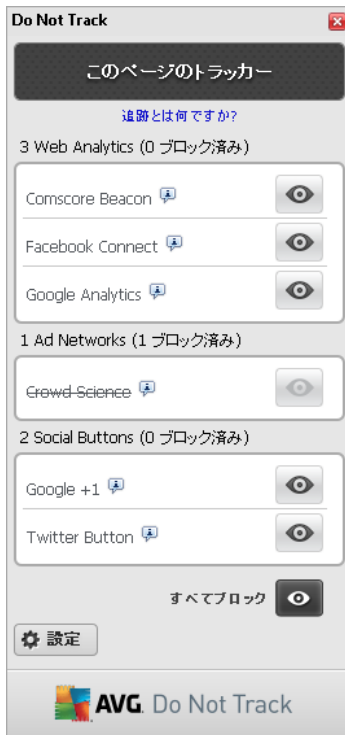 Do Not Track
このページのトラッカー
追跡とは何ですか?
3 Web Analytics (0 ブロック済み)
Comscore Beacon
Facebook Connect
Google Analytics
1 Ad Networks (1 ブロック済み)
Crowd Science
2 Social Buttons (0 ブロック済み)
Google +1
Twitter Button
すべてブロック
設定
AVG. Do Not Track